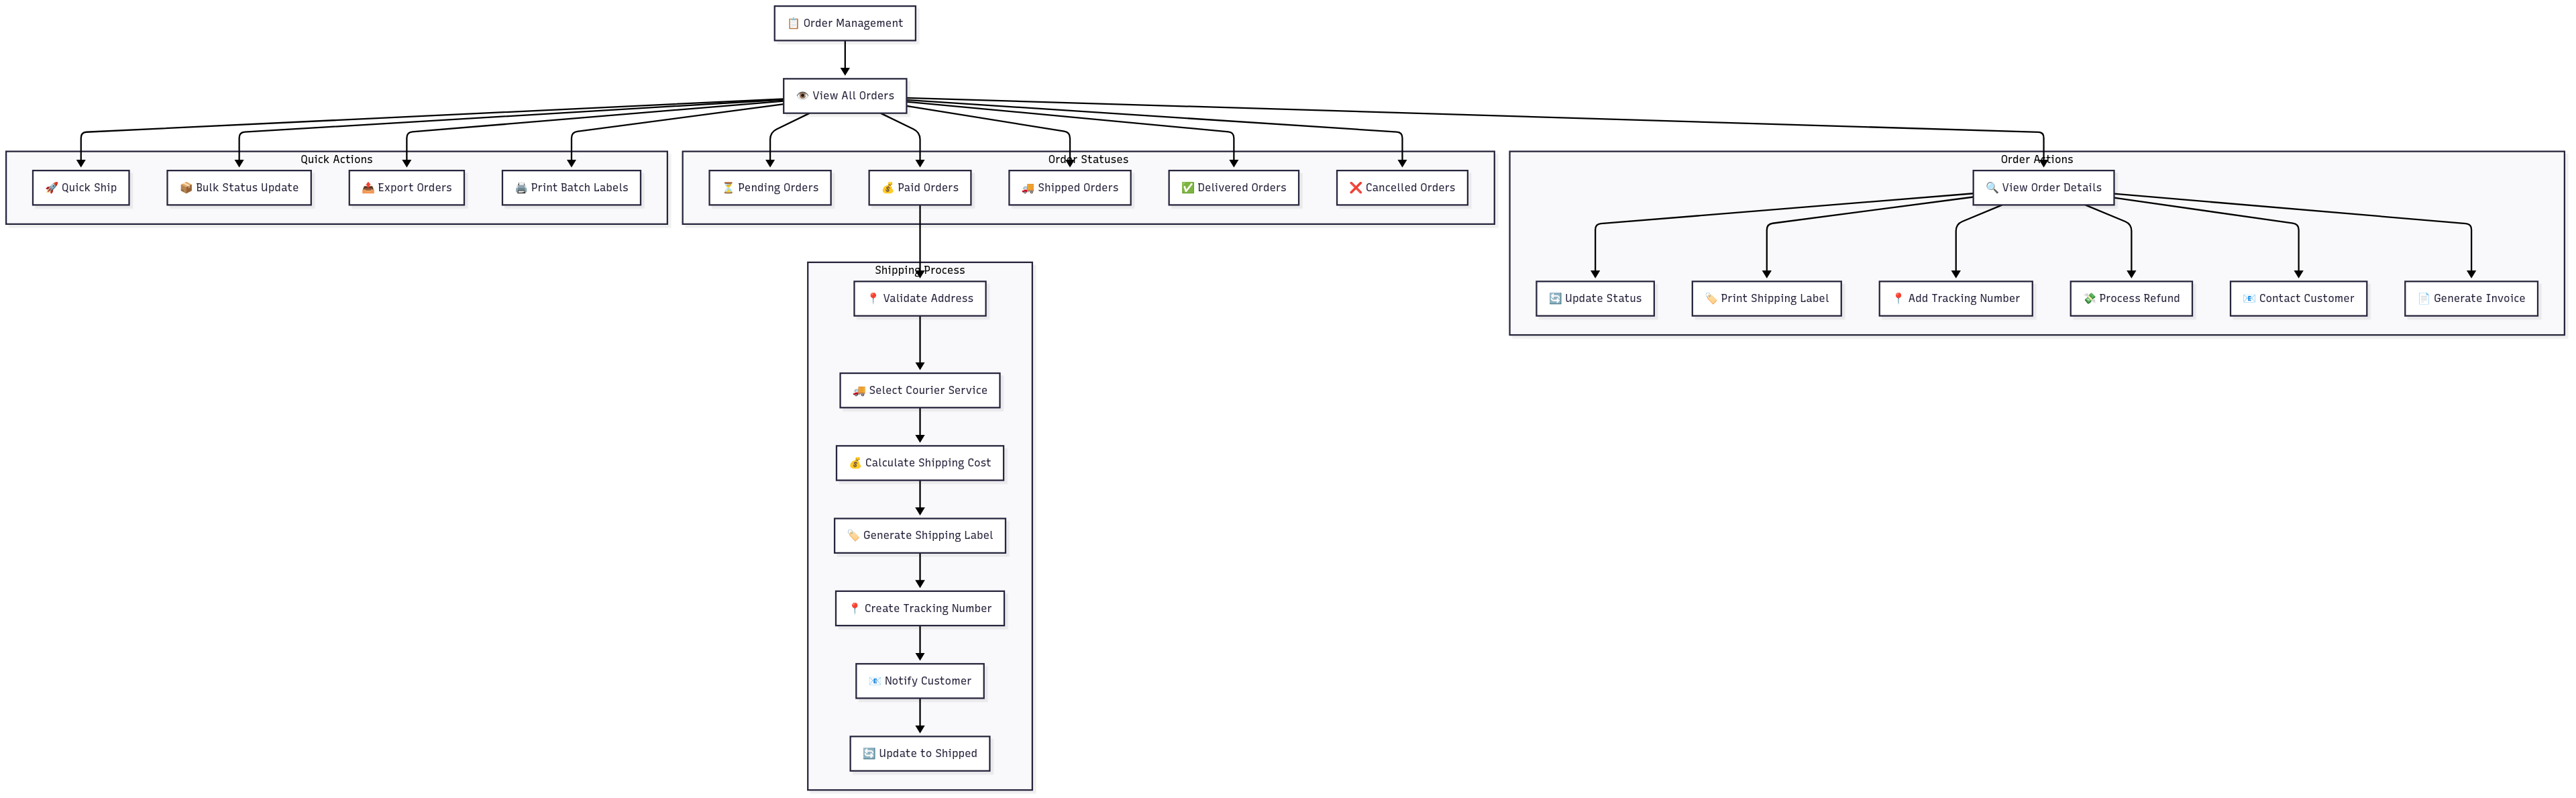 📋 Order Management
👁️ View All Orders
Quick Actions
🚀 Quick Ship
📦 Bulk Status Update
📤 Export Orders
🖨️ Print Batch Labels
Order Statuses
⏳ Pending Orders
💰 Paid Orders
🚚 Shipped Orders
✅ Delivered Orders
❌ Cancelled Orders
Order Actions
🔍 View Order Details
🔄 Update Status
🏷️ Print Shipping Label
📍 Add Tracking Number
💸 Process Refund
📧 Contact Customer
📄 Generate Invoice
Shipping Process
📍 Validate Address
🚚 Select Courier Service
💰 Calculate Shipping Cost
🏷️ Generate Shipping Label
📍 Create Tracking Number
📧 Notify Customer
🔄 Update to Shipped